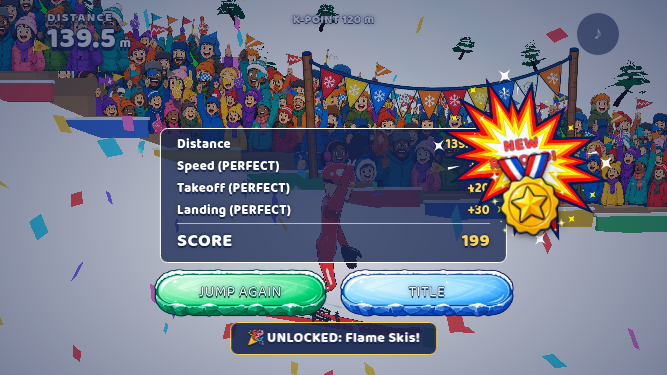 DISTANCE
139.5 m
K-POINT 120 m
Distance
139.
Speed (PERFECT)
Takeoff (PERFECT)
+20
Landing (PERFECT)
+30
NEW
SCORE
199
JUMP AGAIN
TITLE
UNLOCKED: Flame Skis!